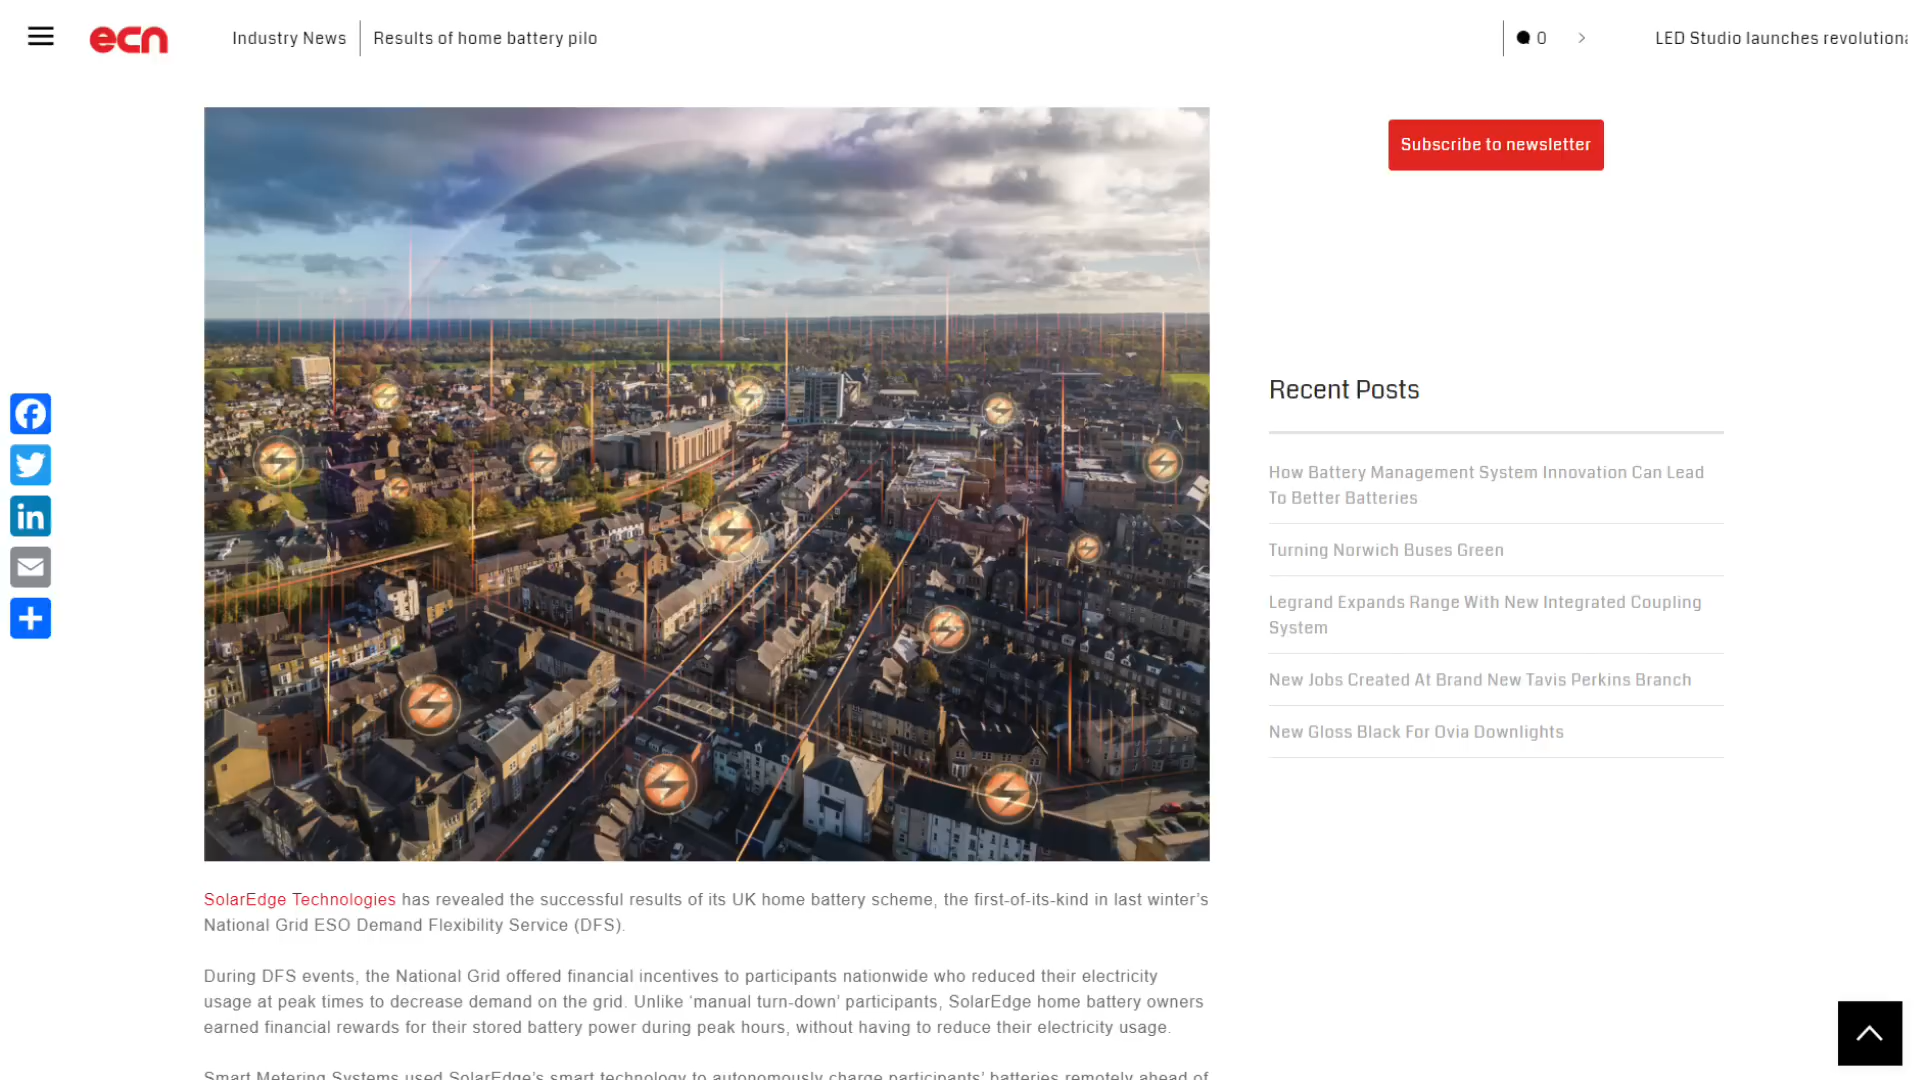 ecn
Industry News
Results of home battery pilo
0
LED Studio launches revolutiona
Subscribe to newsletter
Recent Posts
How Battery Management System Innovation Can Lead
To Better Batteries
Turning Norwich Buses Green
Legrand Expands Range With New Integrated Coupling
System
New Jobs Created At Brand New Tavis Perkins Branch
New Gloss Black For Ovia Downlights
SolarEdge Technologies has revealed the successful results of its UK home battery scheme, the first-of-its-kind in last winter’s
National Grid ESO Demand Flexibility Service (DFS).
During DFS events, the National Grid offered financial incentives to participants nationwide who reduced their electricity
usage at peak times to decrease demand on the grid. Unlike ‘manual turn-down’ participants, SolarEdge home battery owners
earned financial rewards for their stored battery power during peak hours, without having to reduce their electricity usage.
Smart Metering Systems used SolarEdge’s smart technology to autonomously charge participants’ batteries remotely ahead of